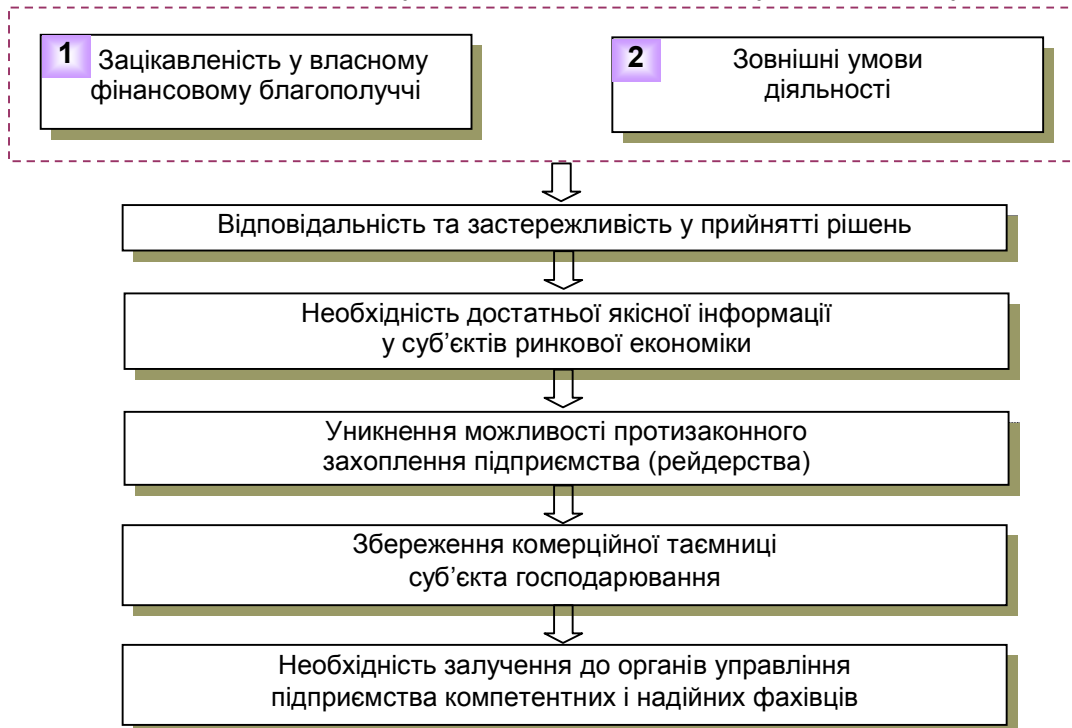 1
Зацікавленість у власному
фінансовому благополуччі
2
Зовнішні умови
діяльності
Відповідальність та застережливість у прийнятті рішень
Необхідність достатньої якісної інформації
у суб’єктів ринкової економіки
Уникнення можливості протизаконного
захоплення підприємства (рейдерства)
Збереження комерційної таємниці
суб’єкта господарювання
Необхідність залучення до органів управління
підприємства компетентних і надійних фахівців